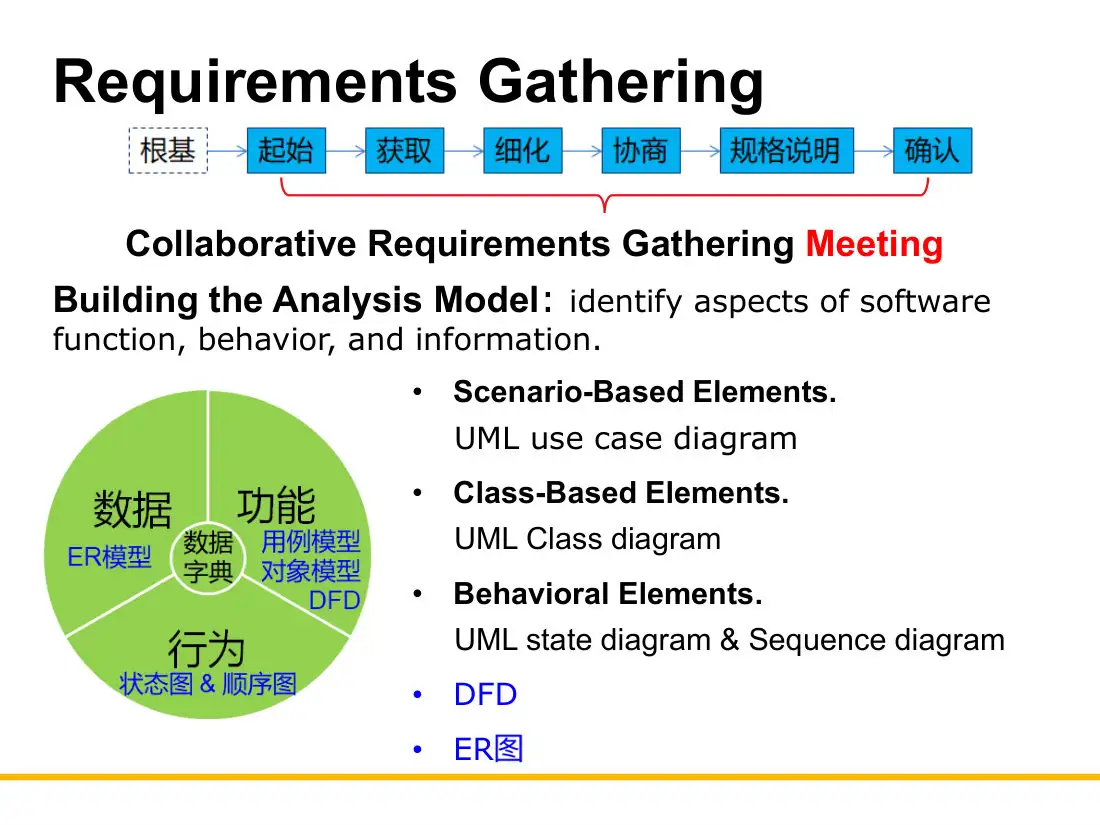 Requirements Gathering
根基 起始 获取 细化 协商 规格说明 确认
Collaborative Requirements Gathering Meeting
Building the Analysis Model： identify aspects of software
function, behavior, and information.
数据
ER模型
功能
用例模型
对象模型
DFD
数据
字典
行为
状态图 & 顺序图
• Scenario-Based Elements.
UML use case diagram
• Class-Based Elements.
UML Class diagram
• Behavioral Elements.
UML state diagram & Sequence diagram
• DFD
• ER图